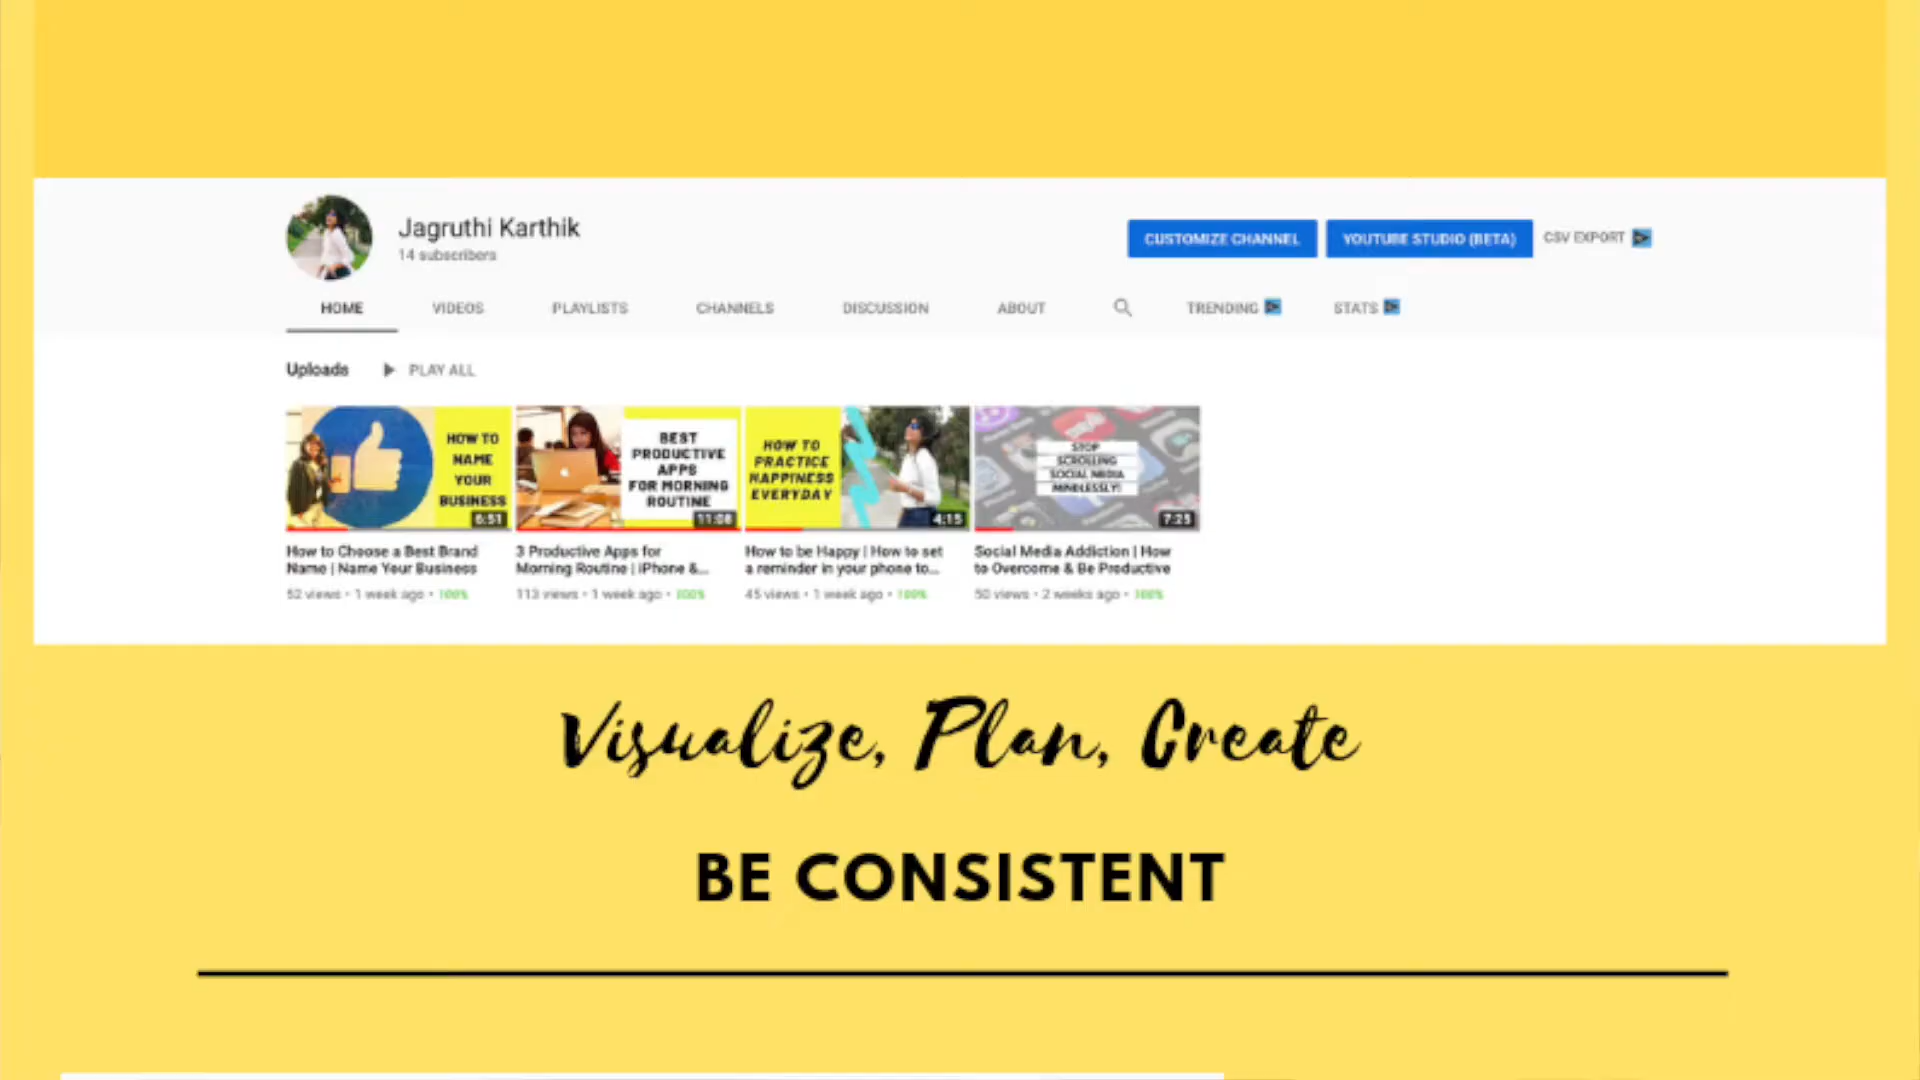 Jagruthi Karthik
14 subscribers
CUSTOMIZE CHANNEL
YOUTUBE STUDIO (BETA)
CSV EXPORT
HOME
VIDEOS
PLAYLISTS
CHANNELS
DISCUSSION
ABOUT
TRENDING
STATS
Uploads
PLAY ALL
HOW TO
NAME
YOUR
BUSINESS
6:51
How to Choose a Best Brand
Name | Name Your Business
52 views • 1 week ago • 100%
BEST
PRODUCTIVE
APPS
FOR MORNING
ROUTINE
11:08
3 Productive Apps for
Morning Routine | iPhone &...
113 views • 1 week ago • 100%
HOW TO
PRACTICE
HAPPINESS
EVERYDAY
4:15
How to be Happy | How to set
a reminder in your phone to...
45 views • 1 week ago • 100%
STOP
SCROLLING
SOCIAL MEDIA
MINDLESSLY!
7:25
Social Media Addiction | How
to Overcome & Be Productive
50 views • 2 weeks ago • 100%
Visualize, Plan, Create
BE CONSISTENT